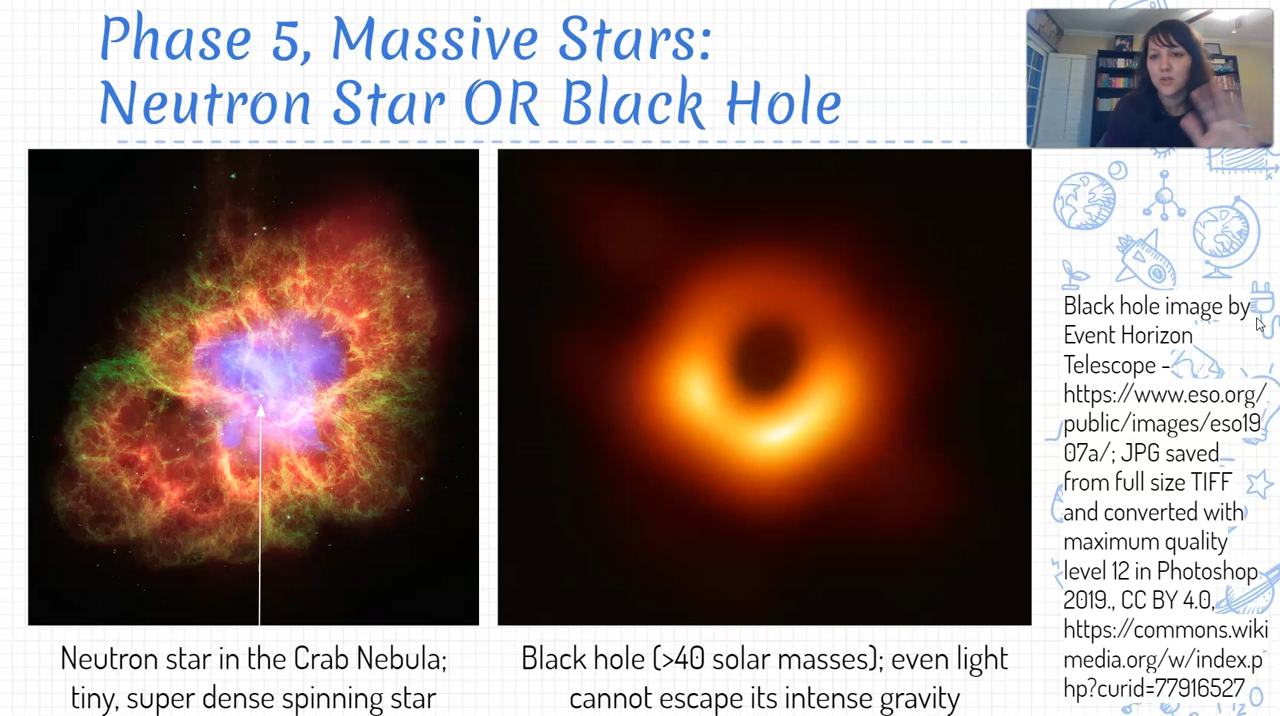 Phase 5, Massive Stars:
Neutron Star OR Black Hole
Neutron star in the Crab Nebula;
tiny, super dense spinning star
Black hole (>40 solar masses); even light
cannot escape its intense gravity
Black hole image by
Event Horizon
Telescope -
https://www.eso.org/
public/images/eso19
07a/; JPG saved
from full size TIFF
and converted with
maximum quality
level 12 in Photoshop
2019., CC BY 4.0,
https://commons.wiki
media.org/w/index.p
hp?curid=77916527